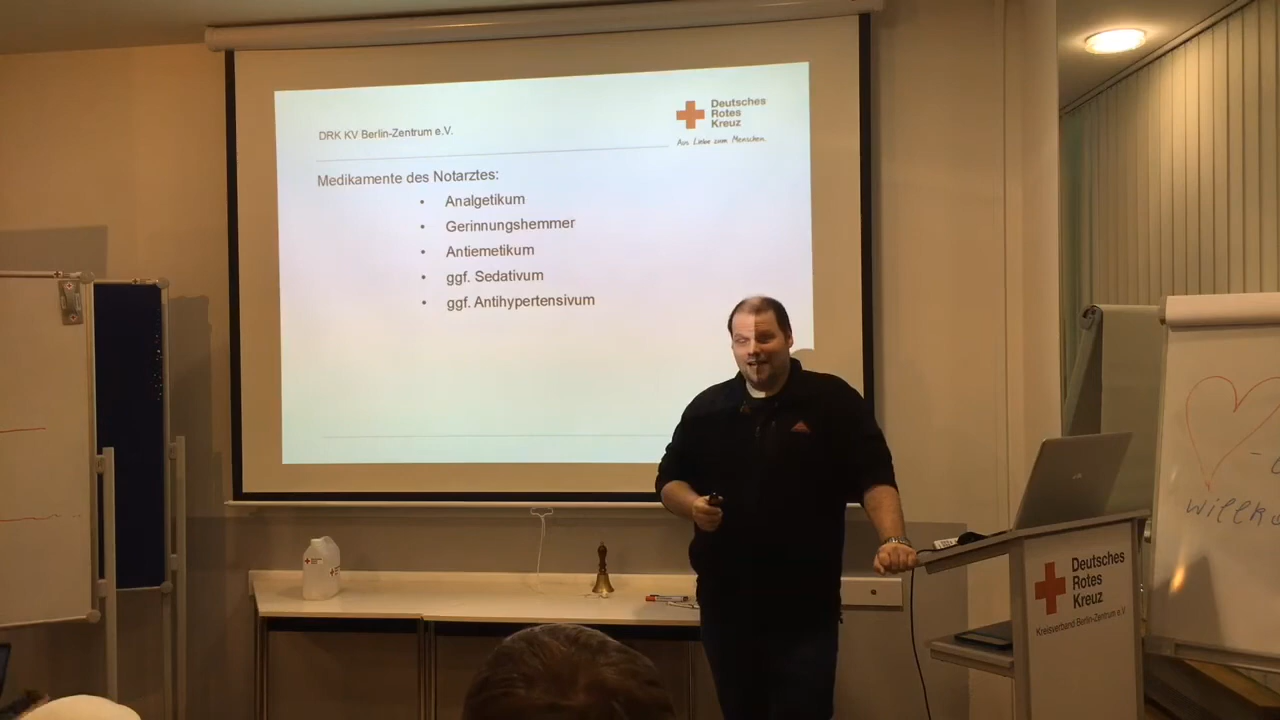 DRK KV Berlin-Zentrum e.V.
Deutsches
Rotes
Kreuz
Aus Liebe zum Menschen.
Medikamente des Notarztes:
• Analgetikum
• Gerinnungshemmer
• Antiemetikum
• ggf. Sedativum
• ggf. Antihypertensivum
Deutsches
Rotes
Kreuz
Kreisverband Berlin-Zentrum e.V.